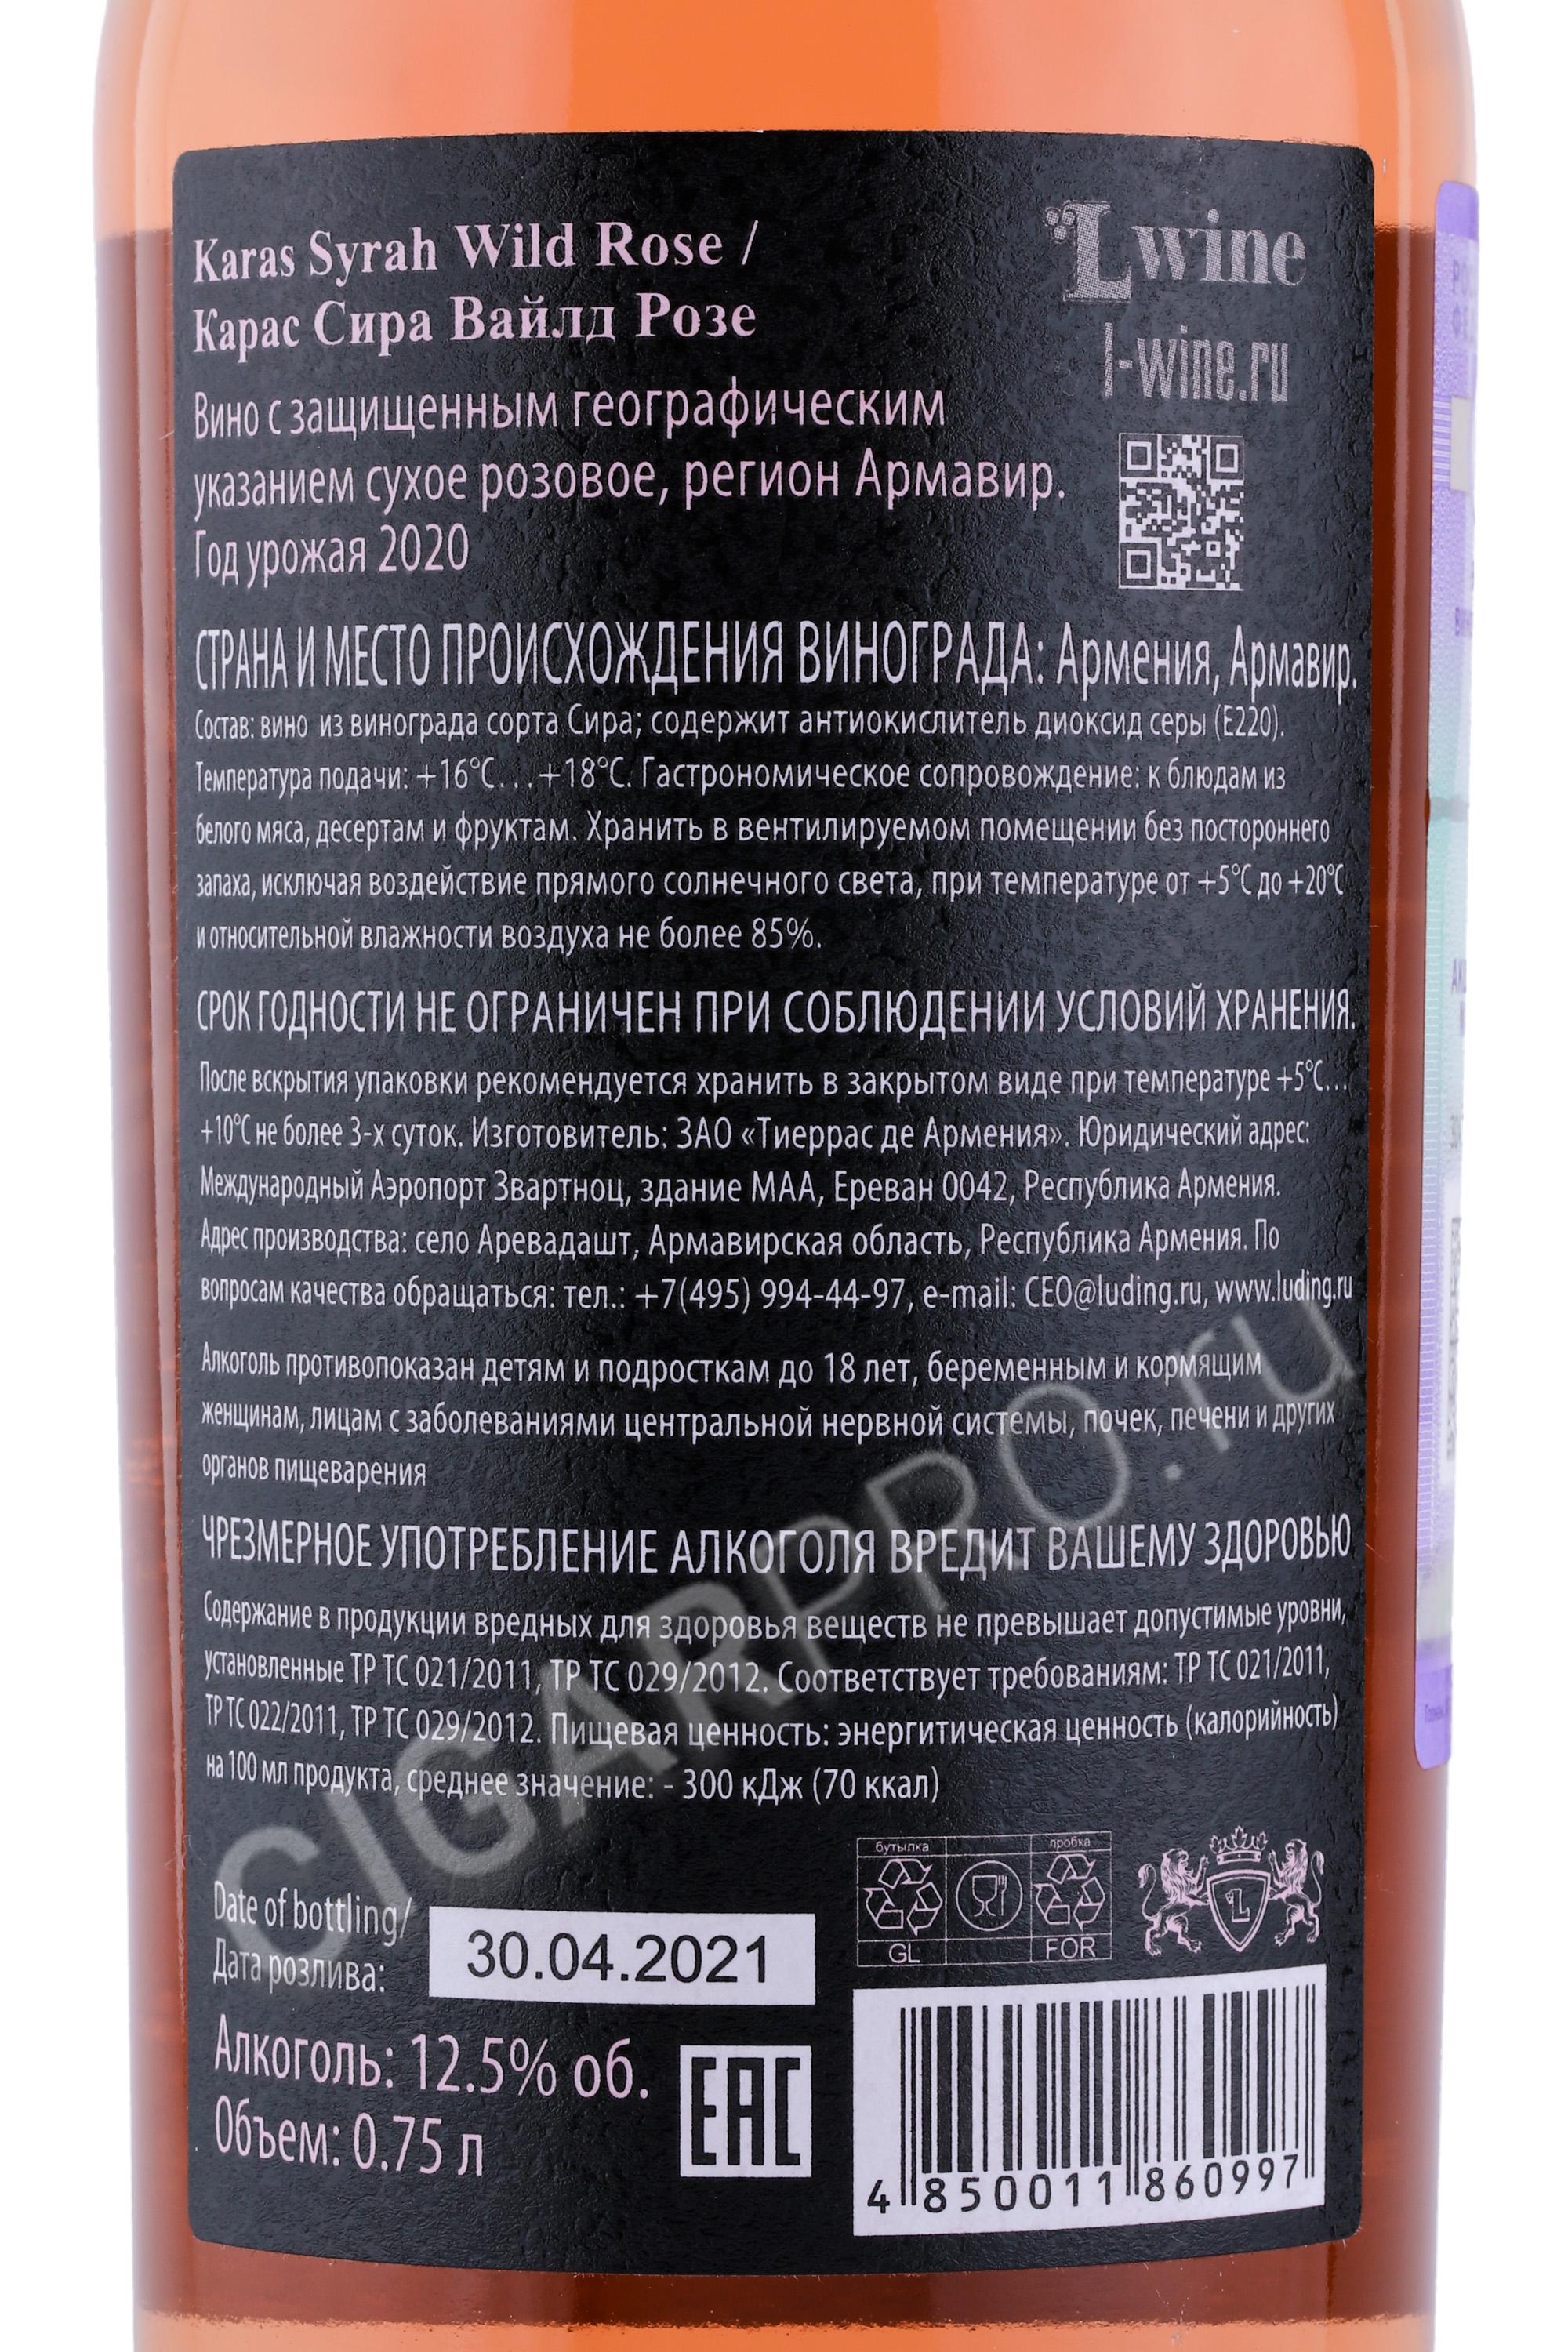 Karas Syrah Wild Rose /
Карас Сира Вайлд Розе
L wine
l-wine.ru
Вино с защищенным географическим
указанием сухое розовое, регион Армавир.
Год урожая 2020
СТРАНА И МЕСТО ПРОИСХОЖДЕНИЯ ВИНОГРАДА: Армения, Армавир.
Состав: вино из винограда сорта Сира; содержит антиокислитель диоксид серы (Е220).
Температура подачи: +16°С...+18°С. Гастрономическое сопровождение: к блюдам из
белого мяса, десертам и фруктам. Хранить в вентилируемом помещении без постороннего
запаха, исключая воздействие прямого солнечного света, при температуре от +5°С до +20°С
и относительной влажности воздуха не более 85%.
СРОК ГОДНОСТИ НЕ ОГРАНИЧЕН ПРИ СОБЛЮДЕНИИ УСЛОВИЙ ХРАНЕНИЯ.
После вскрытия упаковки рекомендуется хранить в закрытом виде при температуре +5°С...
+10°С не более 3-х суток. Изготовитель: ЗАО «Тиеррас де Армения». Юридический адрес:
Международный Аэропорт Звартноц, здание МАА, Ереван 0042, Республика Армения.
Адрес производства: село Аревадашт, Армавирская область, Республика Армения. По
вопросам качества обращаться: тел.: +7(495) 994-44-97, e-mail: CEO@luding.ru, www.luding.ru
Алкоголь противопоказан детям и подросткам до 18 лет, беременным и кормящим
женщинам, лицам с заболеваниями центральной нервной системы, почек, печени и других
органов пищеварения
ЧРЕЗМЕРНОЕ УПОТРЕБЛЕНИЕ АЛКОГОЛЯ ВРЕДИТ ВАШЕМУ ЗДОРОВЬЮ
Содержание в продукции вредных для здоровья веществ не превышает допустимые уровни,
установленные ТР ТС 021/2011, ТР ТС 029/2012. Соответствует требованиям: ТР ТС 021/2011,
ТР ТС 022/2011, ТР ТС 029/2012. Пищевая ценность: энергитическая ценность (калорийность)
на 100 мл продукта, среднее значение: - 300 кДж (70 ккал)
CIGARPRO.ru
бутылка пробка
GL FOR
L
Date of bottling/
Дата розлива:
30.04.2021
Алкоголь: 12.5% об.
Объем: 0.75 л
ЕАС
4 850011 860997